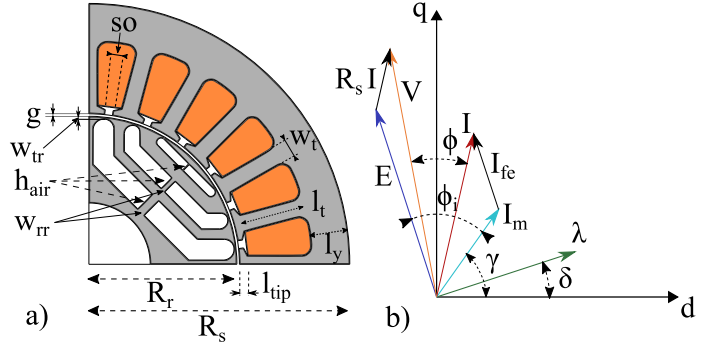 so
g
w_tr
h_air
w_rr
w_t
l_t
l_y
R_r
l_tip
R_s
a)
q
R_s I
V
E
ϕ
I
I_fe
ϕ_i
I_m
λ
γ
δ
d
b)